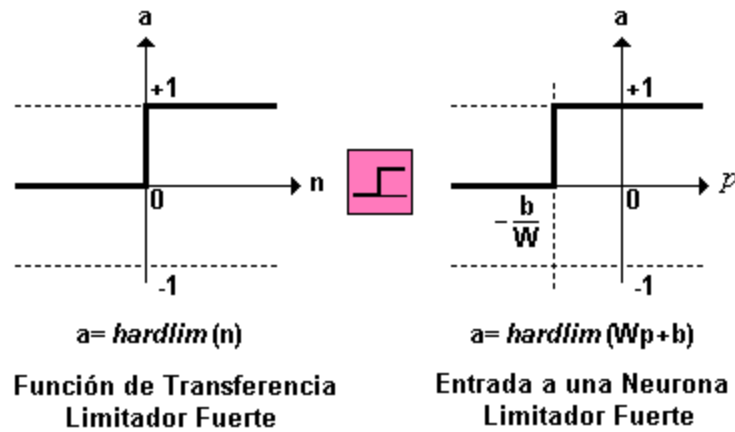 a
+1
n
0
-1
a= hardlim (n)
Función de Transferencia
Limitador Fuerte
a
+1
p
0
- b/W
-1
a= hardlim (Wp+b)
Entrada a una Neurona
Limitador Fuerte